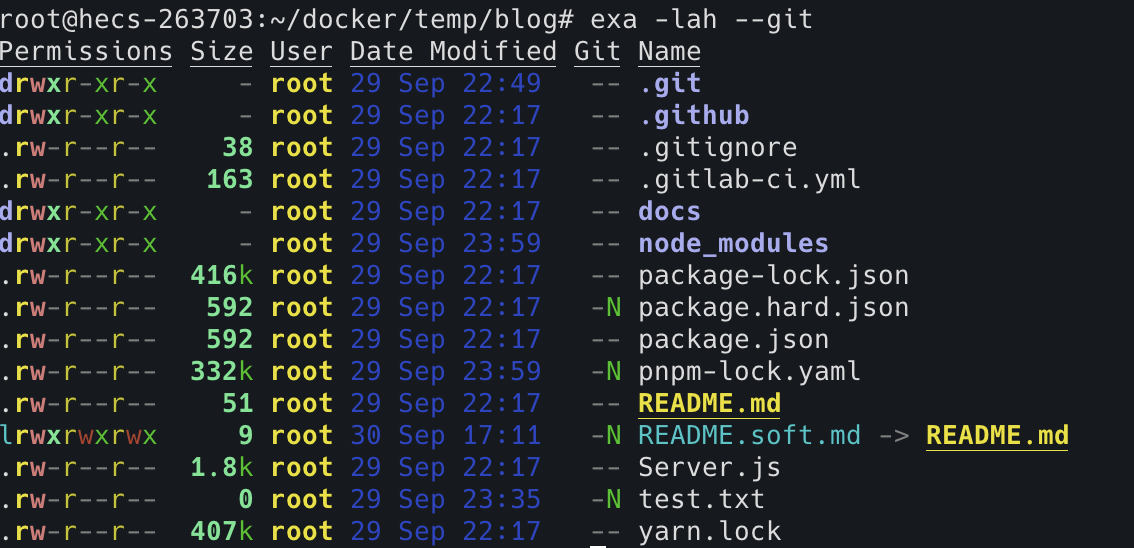 root@hecs-263703:~/docker/temp/blog# exa -lah --git
Permissions Size User Date Modified Git Name
drwxr-xr-x     - root 29 Sep 22:49   -- .git
drwxr-xr-x     - root 29 Sep 22:17   -- .github
.rw-r--r--    38 root 29 Sep 22:17   -- .gitignore
.rw-r--r--   163 root 29 Sep 22:17   -- .gitlab-ci.yml
drwxr-xr-x     - root 29 Sep 22:17   -- docs
drwxr-xr-x     - root 29 Sep 23:59   -- node_modules
.rw-r--r--  416k root 29 Sep 22:17   -- package-lock.json
.rw-r--r--   592 root 29 Sep 22:17   -N package.hard.json
.rw-r--r--   592 root 29 Sep 22:17   -- package.json
.rw-r--r--  332k root 29 Sep 23:59   -N pnpm-lock.yaml
.rw-r--r--    51 root 29 Sep 22:17   -- README.md
lrwxrwxrwx     9 root 30 Sep 17:11   -N README.soft.md -> README.md
.rw-r--r--  1.8k root 29 Sep 22:17   -- Server.js
.rw-r--r--     0 root 29 Sep 23:35   -N test.txt
.rw-r--r--  407k root 29 Sep 22:17   -- yarn.lock